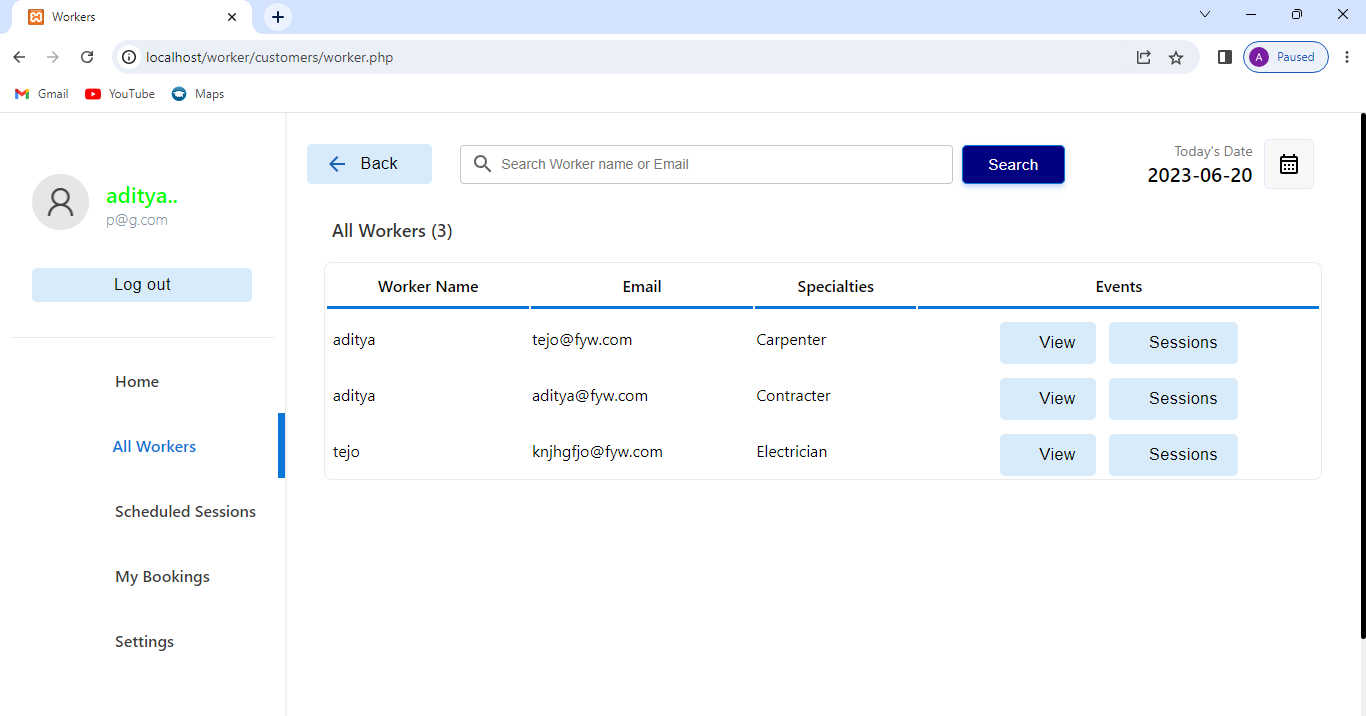 Workers
localhost/worker/customers/worker.php
A Paused
Gmail YouTube Maps
aditya..
p@g.com
Log out
Home
All Workers
Scheduled Sessions
My Bookings
Settings
Back Search Worker name or Email Search
Today's Date
2023-06-20
All Workers (3)
Worker Name Email Specialties Events
aditya tejo@fyw.com Carpenter View Sessions
aditya aditya@fyw.com Contracter View Sessions
tejo knjhgfjo@fyw.com Electrician View Sessions